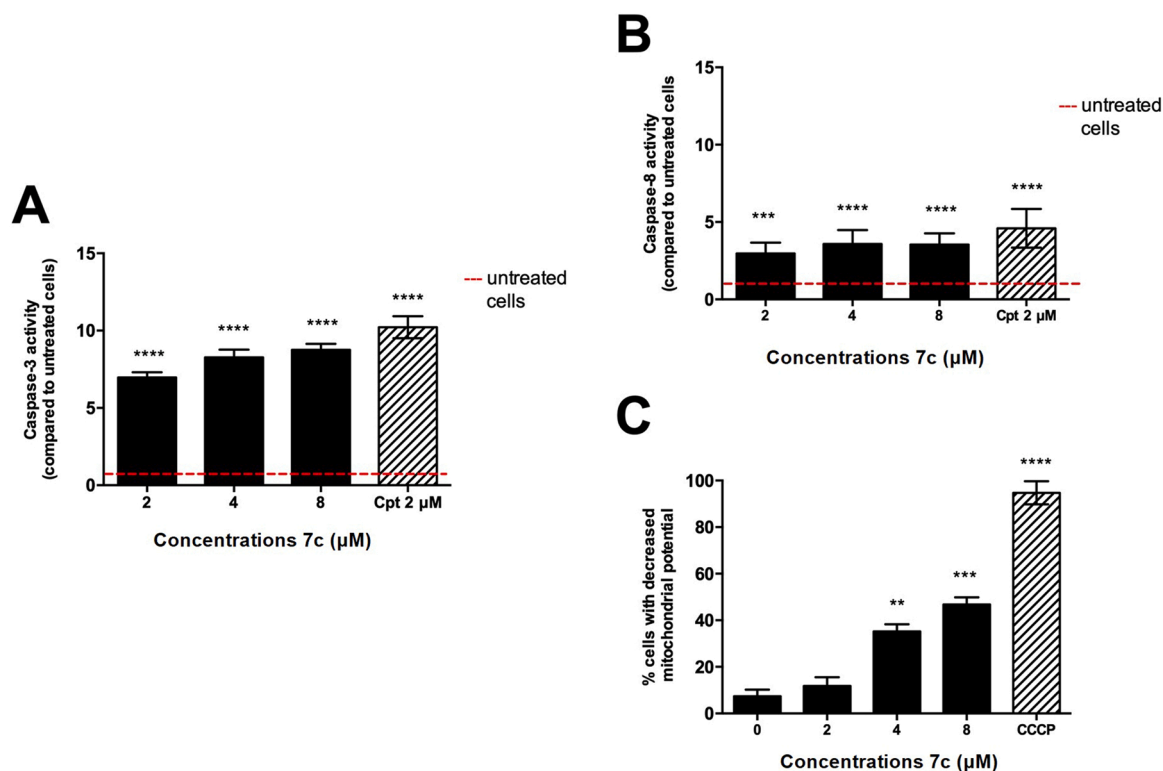 A
Caspase-3 activity
(compared to untreated cells)
15
10
5
0
****
****
****
****
2
4
8
Cpt 2 µM
Concentrations 7c (µM)
untreated
cells
B
Caspase-8 activity
(compared to untreated cells
15
10
5
0
***
****
****
****
2
4
8
Cpt 2 µM
Concentrations 7c (µM)
untreated
cells
C
% cells with decreased
mitochondrial potential
100
80
60
40
20
0
**
***
****
0
2
4
8
CCCP
Concentrations 7c (µM)